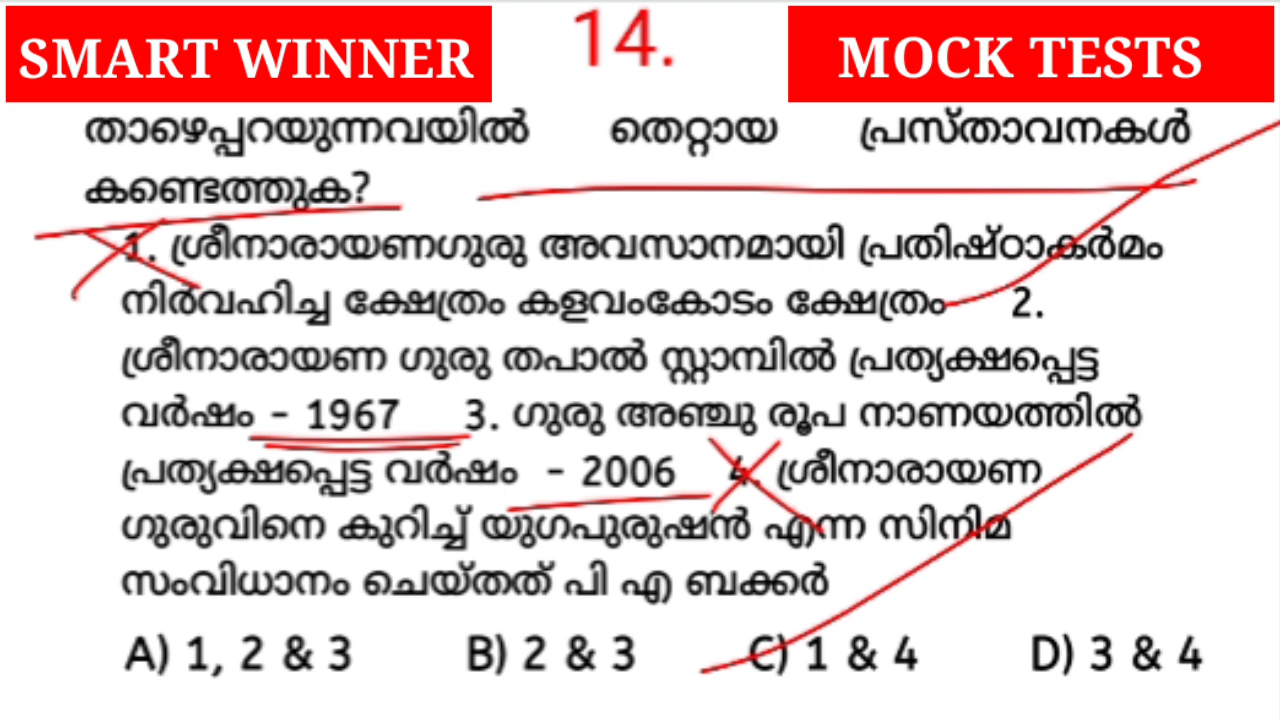 SMART WINNER 14. MOCK TESTS
താഴെപ്പറയുന്നവയിൽ തെറ്റായ പ്രസ്താവനകൾ
കണ്ടെത്തുക?
1. ശ്രീനാരായണഗുരു അവസാനമായി പ്രതിഷ്ഠാകർമം
നിർവഹിച്ച ക്ഷേത്രം കളവംകോടം ക്ഷേത്രം 2.
ശ്രീനാരായണ ഗുരു തപാൽ സ്റ്റാമ്പിൽ പ്രത്യക്ഷപ്പെട്ട
വർഷം - 1967 3. ഗുരു അഞ്ചു രൂപ നാണയത്തിൽ
പ്രത്യക്ഷപ്പെട്ട വർഷം - 2006 4. ശ്രീനാരായണ
ഗുരുവിനെ കുറിച്ച് യുഗപുരുഷൻ എന്ന സിനിമ
സംവിധാനം ചെയ്തത് പി എ ബക്കർ
A) 1, 2 & 3 B) 2 & 3 C) 1 & 4 D) 3 & 4